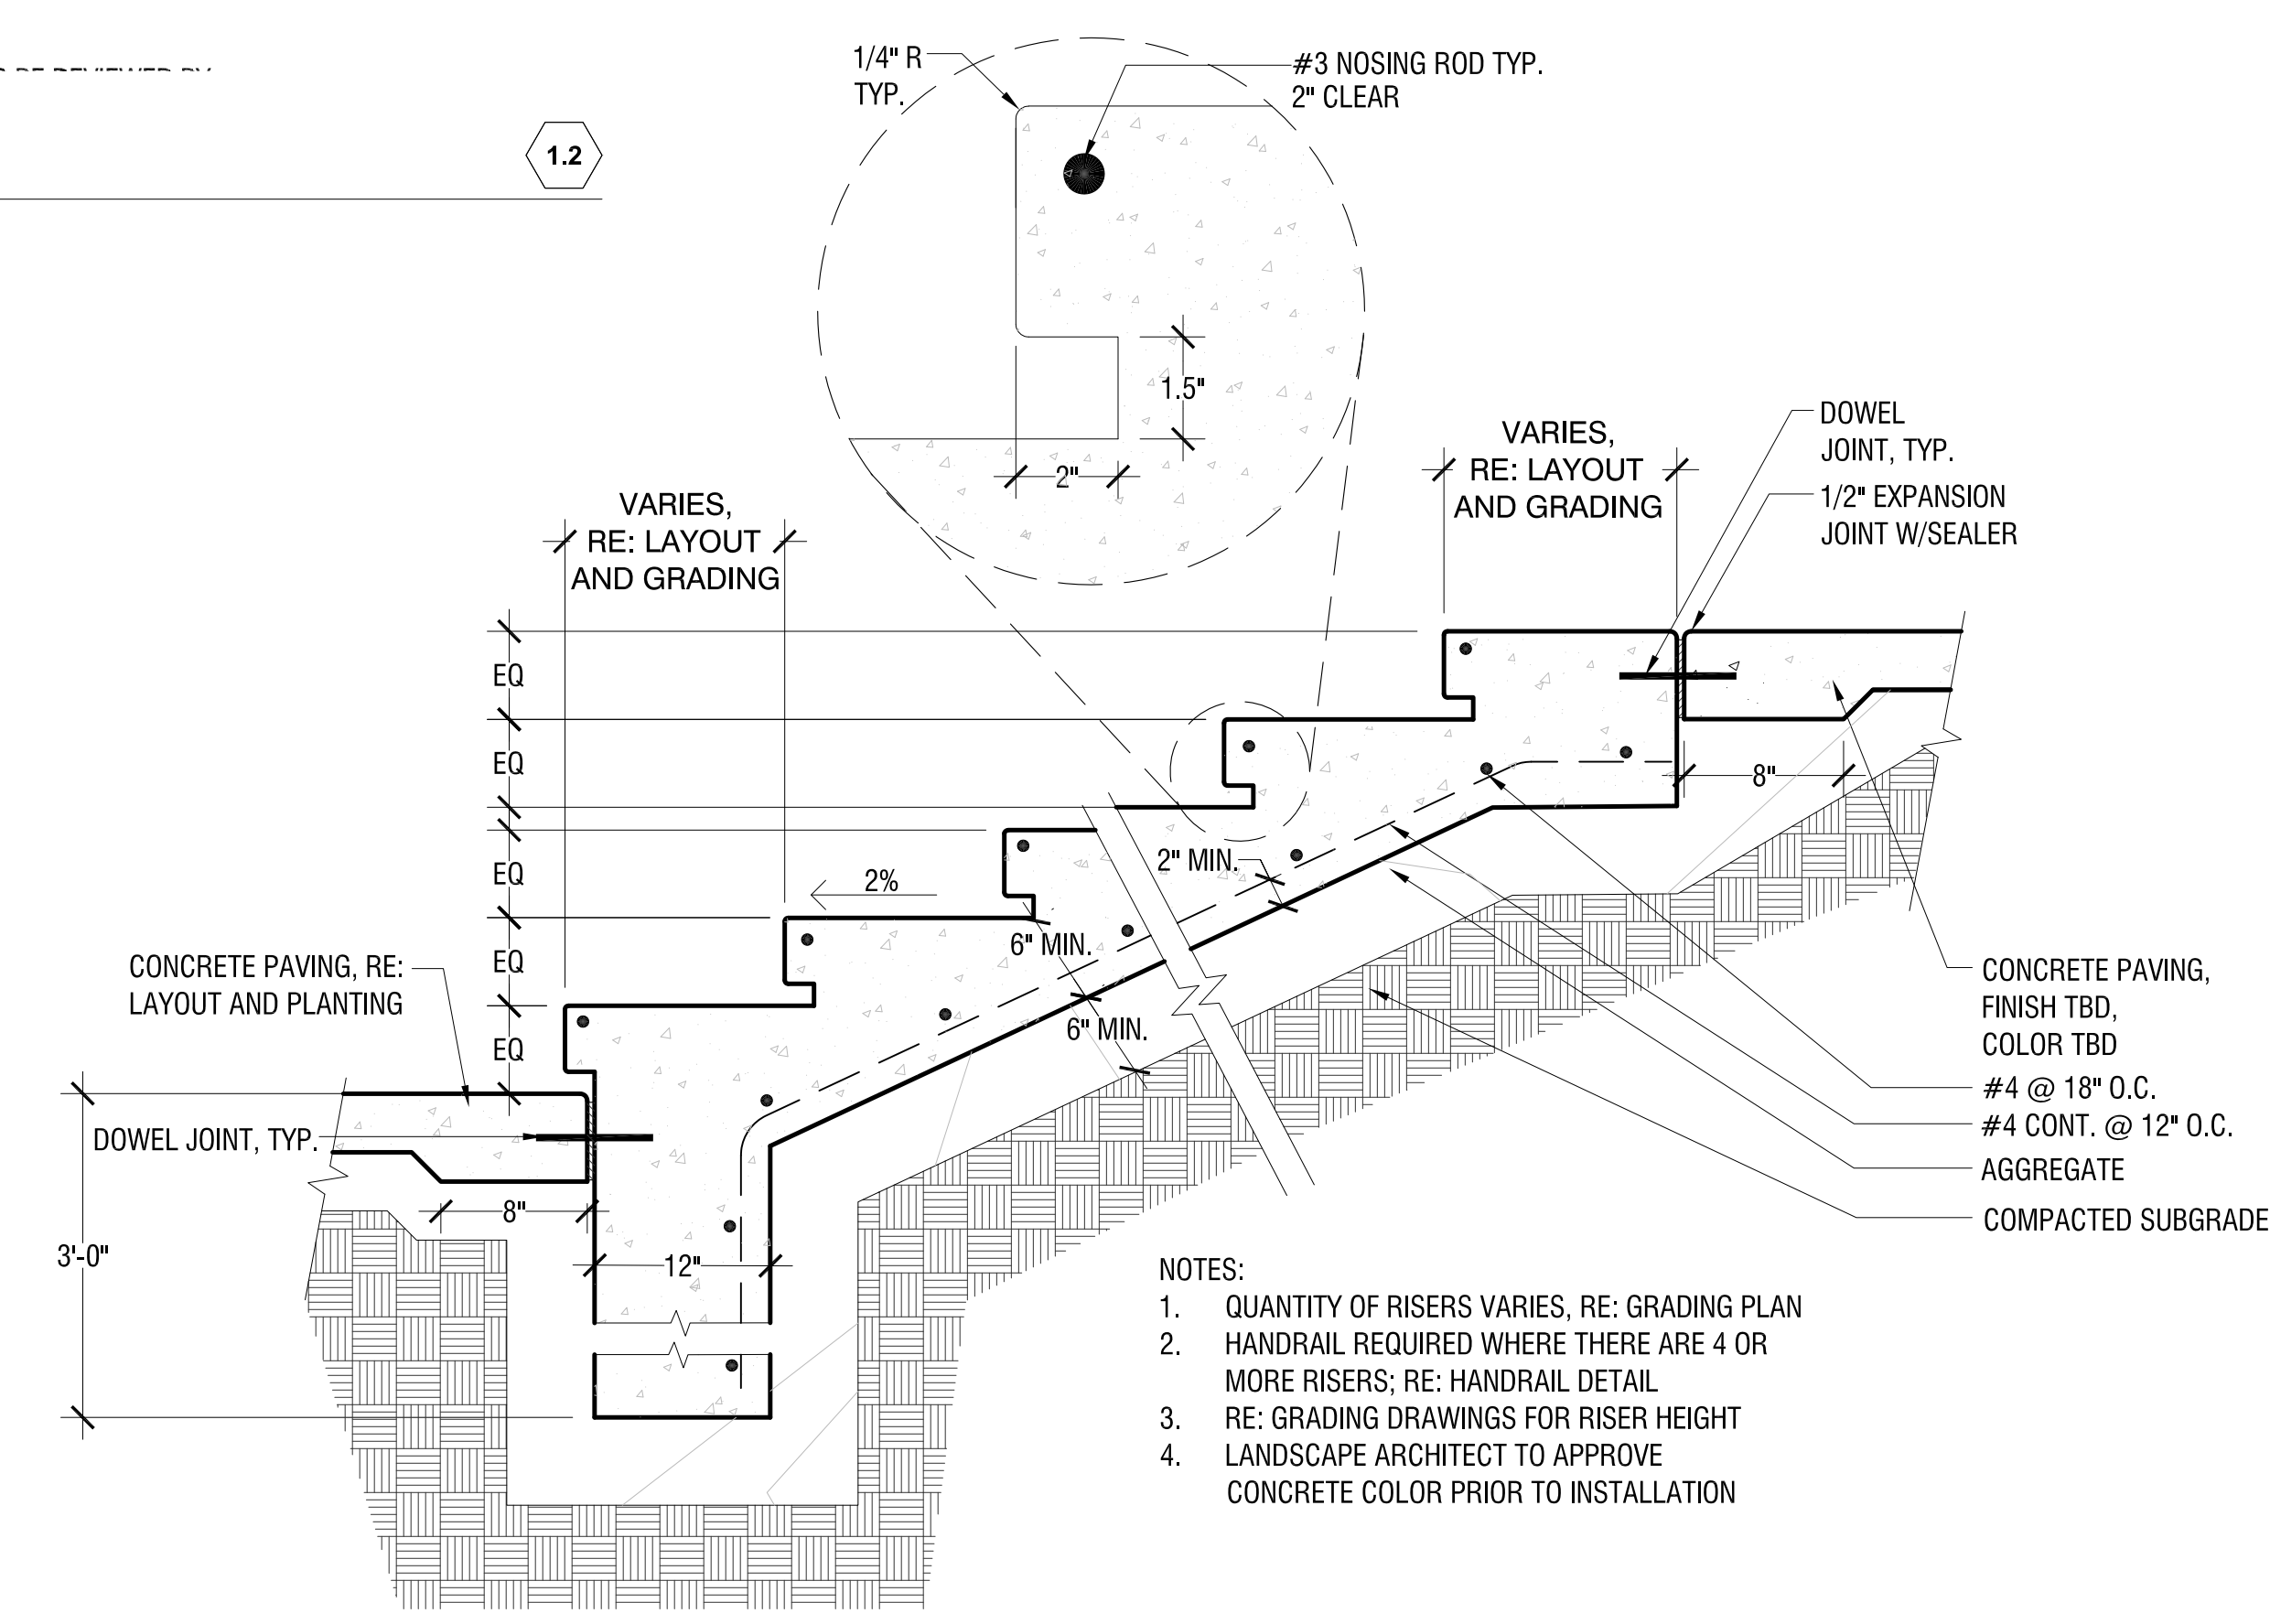 1/4" R
TYP.
#3 NOSING ROD TYP.
2" CLEAR
1.2
1.5"
2"
VARIES,
RE: LAYOUT
AND GRADING
VARIES,
RE: LAYOUT
AND GRADING
DOWEL
JOINT, TYP.
1/2" EXPANSION
JOINT W/SEALER
EQ
EQ
EQ
EQ
EQ
2%
2" MIN.
6" MIN.
6" MIN.
8"
CONCRETE PAVING, RE:
LAYOUT AND PLANTING
DOWEL JOINT, TYP.
8"
3'-0"
12"
CONCRETE PAVING,
FINISH TBD,
COLOR TBD
#4 @ 18" O.C.
#4 CONT. @ 12" O.C.
AGGREGATE
COMPACTED SUBGRADE
NOTES:
1. QUANTITY OF RISERS VARIES, RE: GRADING PLAN
2. HANDRAIL REQUIRED WHERE THERE ARE 4 OR
MORE RISERS; RE: HANDRAIL DETAIL
3. RE: GRADING DRAWINGS FOR RISER HEIGHT
4. LANDSCAPE ARCHITECT TO APPROVE
CONCRETE COLOR PRIOR TO INSTALLATION